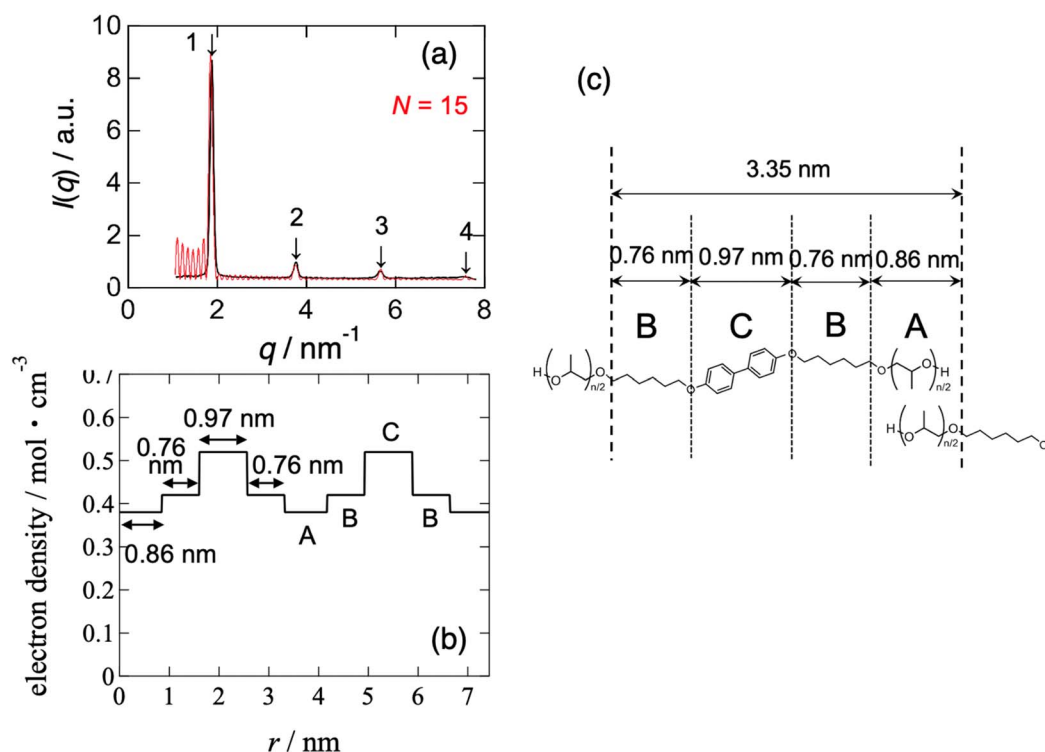 (a)
1
N = 15
2
3
4
10
8
6
4
2
0
I(q) / a.u.
0 2 4 6 8
q / nm⁻¹
(b)
0.7
0.6
0.5
0.4
0.3
0.2
0.1
0
electron density / mol・cm⁻³
0.97 nm
0.76
nm
0.76 nm
C
A
B
B
0.86 nm
0 1 2 3 4 5 6 7
r / nm
(c)
3.35 nm
0.76 nm 0.97 nm 0.76 nm 0.86 nm
B C B A
H O O n/2 O O O O n/2 H
H O O n/2 O